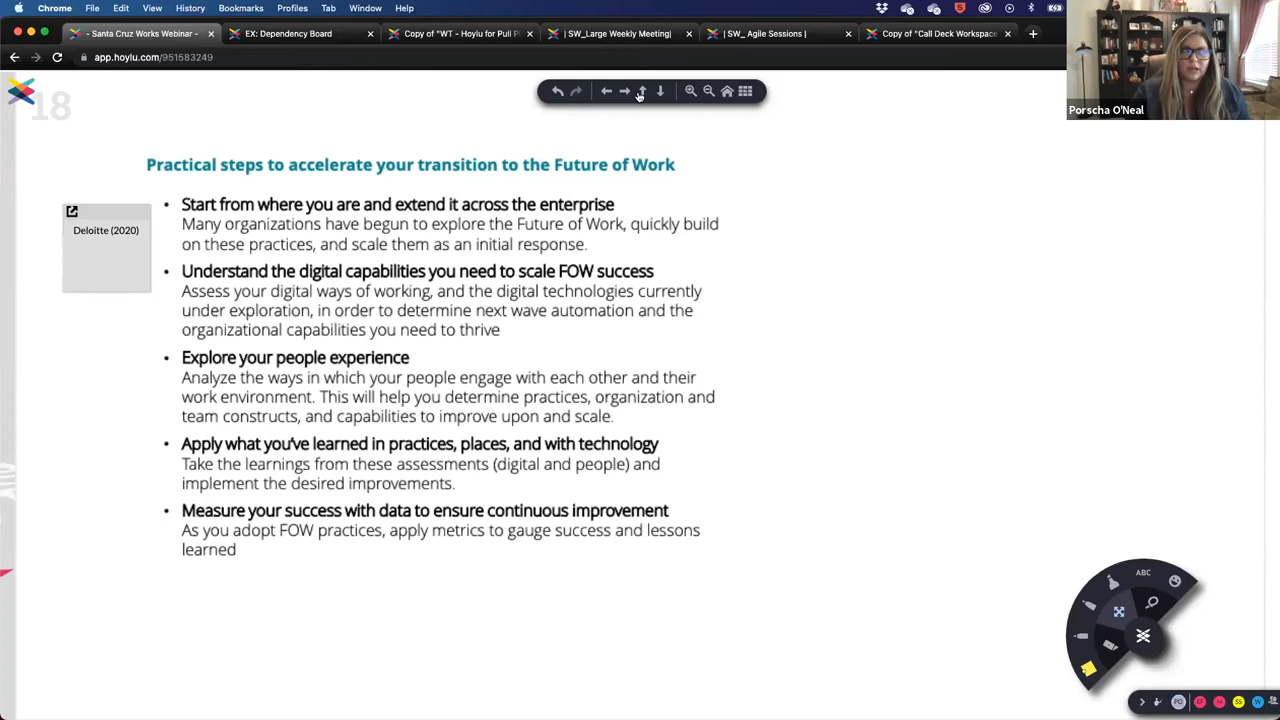 Chrome File Edit View History Bookmarks Profiles Tab Window Help
- Santa Cruz Works Webinar -
EX: Dependency Board
| SW_Large Weekly Meeting|
| SW_ Agile Sessions |
Copy of - Call Deck Workspace
app.hoylu.com/951583249
Porscha O'Neal
18
Practical steps to accelerate your transition to the Future of Work
Deloitte (2020)
• Start from where you are and extend it across the enterprise
Many organizations have begun to explore the Future of Work, quickly build
on these practices, and scale them as an initial response.
• Understand the digital capabilities you need to scale FOW success
Assess your digital ways of working, and the digital technologies currently
under exploration, in order to determine next wave automation and the
organizational capabilities you need to thrive
• Explore your people experience
Analyze the ways in which your people engage with each other and their
work environment. This will help you determine practices, organization and
team constructs, and capabilities to improve upon and scale.
• Apply what you've learned in practices, places, and with technology
Take the learnings from these assessments (digital and people) and
implement the desired improvements.
• Measure your success with data to ensure continuous improvement
As you adopt FOW practices, apply metrics to gauge success and lessons
learned
ABC
PO EF SS W